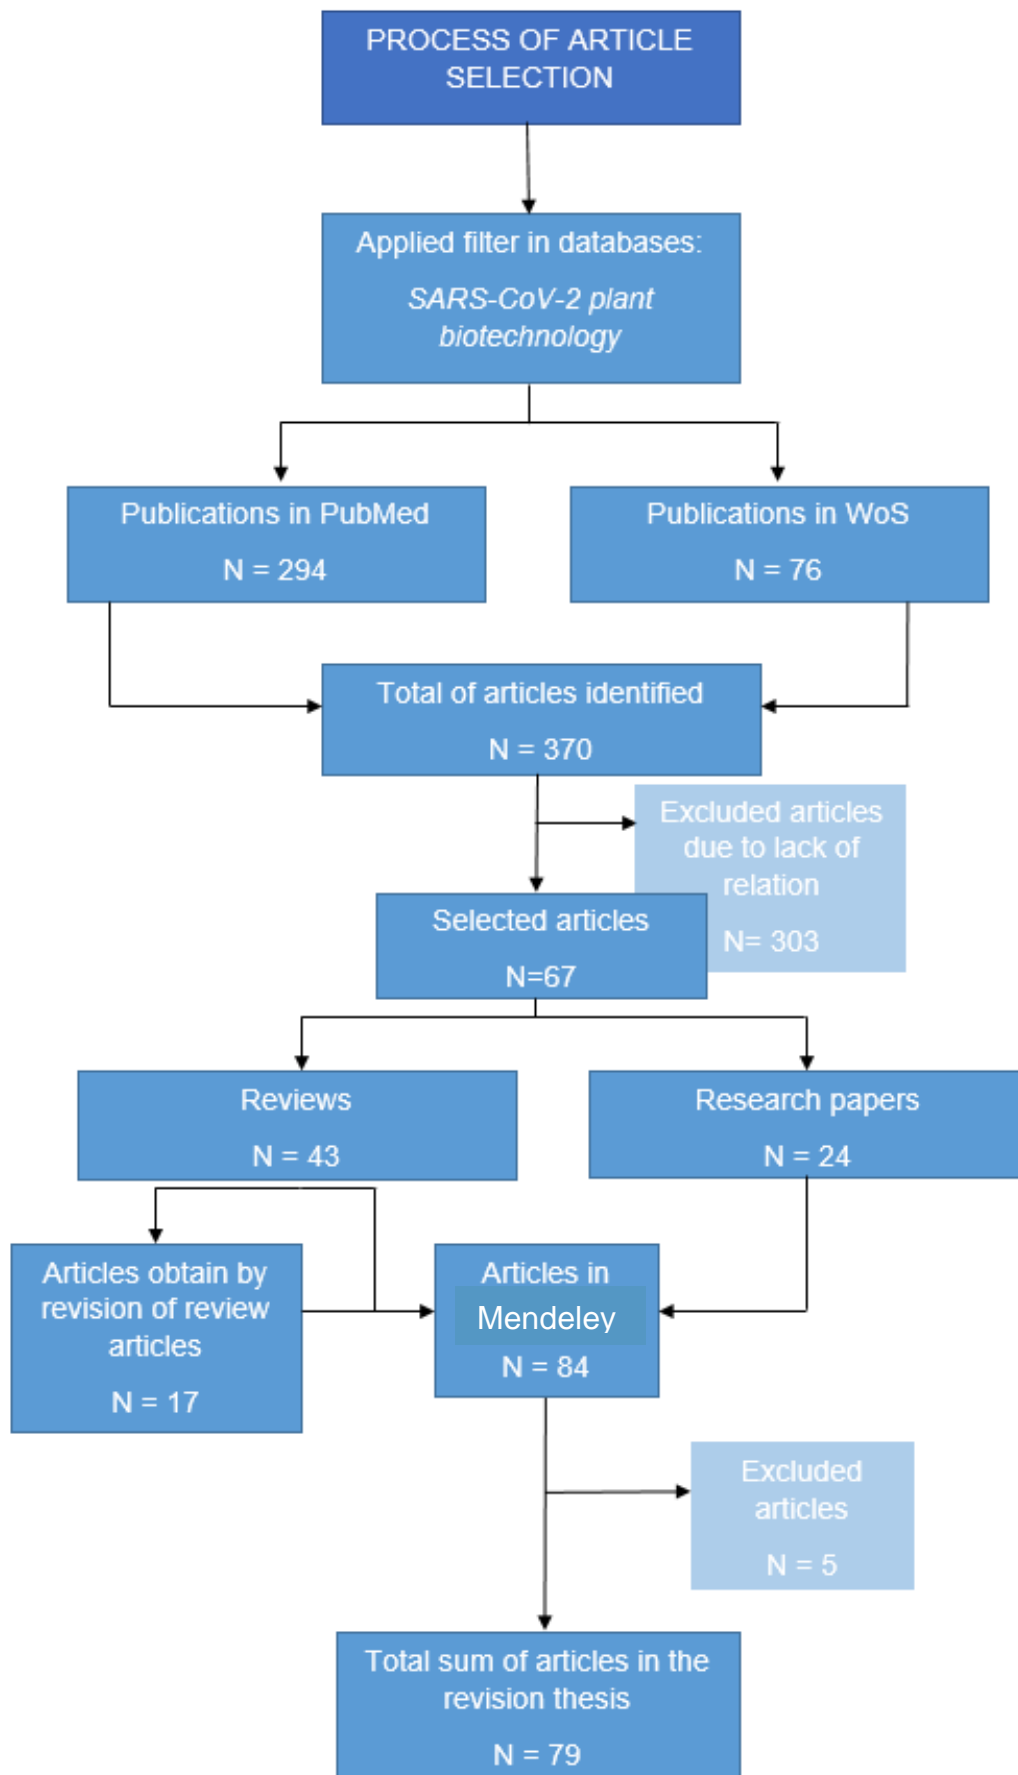 PROCESS OF ARTICLE
SELECTION
Applied filter in databases:
SARS-CoV-2 plant
biotechnology
Publications in PubMed
N = 294
Publications in WoS
N = 76
Total of articles identified
N = 370
Excluded articles
due to lack of
relation
N= 303
Selected articles
N=67
Reviews
N = 43
Research papers
N = 24
Articles obtain by
revision of review
articles
N = 17
Articles in
Mendeley
N = 84
Excluded
articles
N = 5
Total sum of articles in the
revision thesis
N = 79